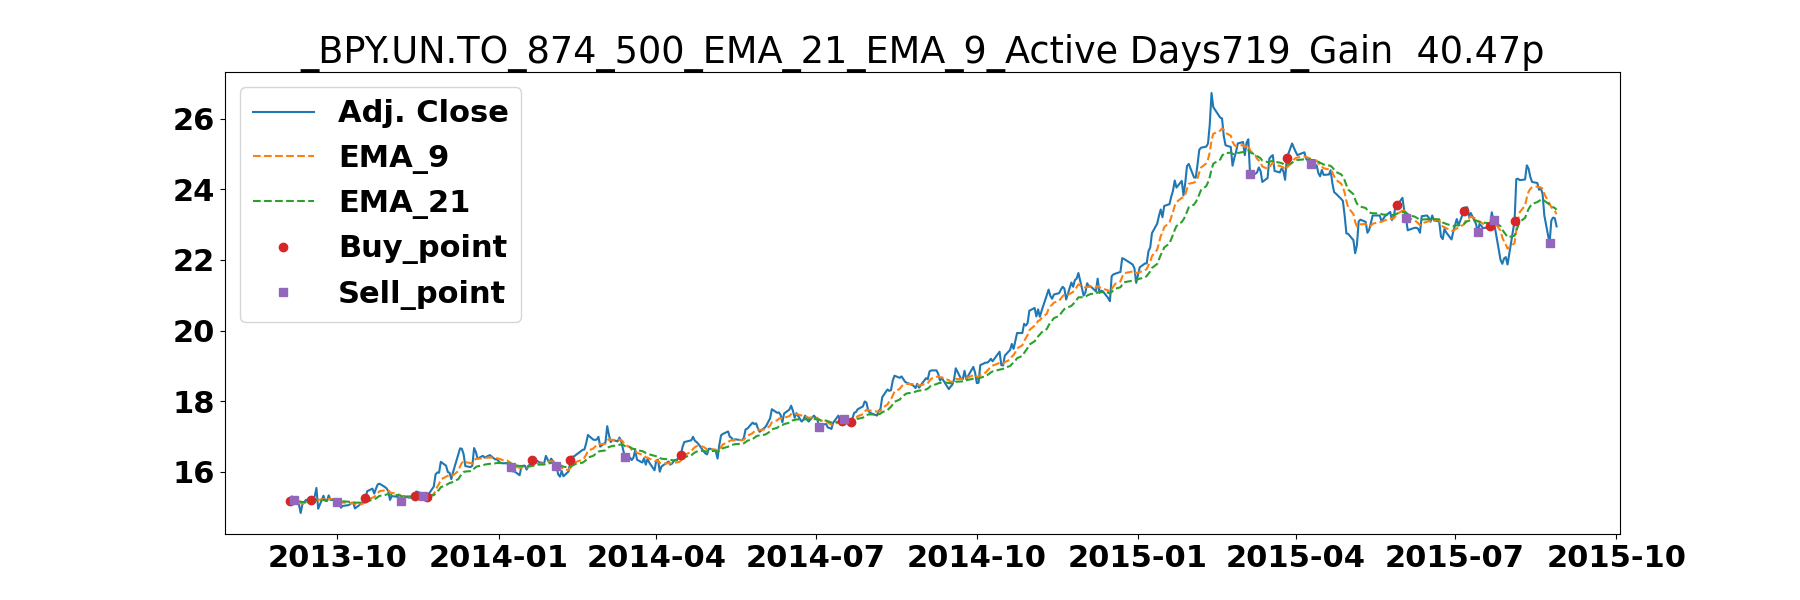 _BPY.UN.TO_874_500_EMA_21_EMA_9_Active Days719_Gain  40.47p
Adj. Close
EMA_9
EMA_21
Buy_point
Sell_point
26
24
22
20
18
16
2013-10 2014-01 2014-04 2014-07 2014-10 2015-01 2015-04 2015-07 2015-10